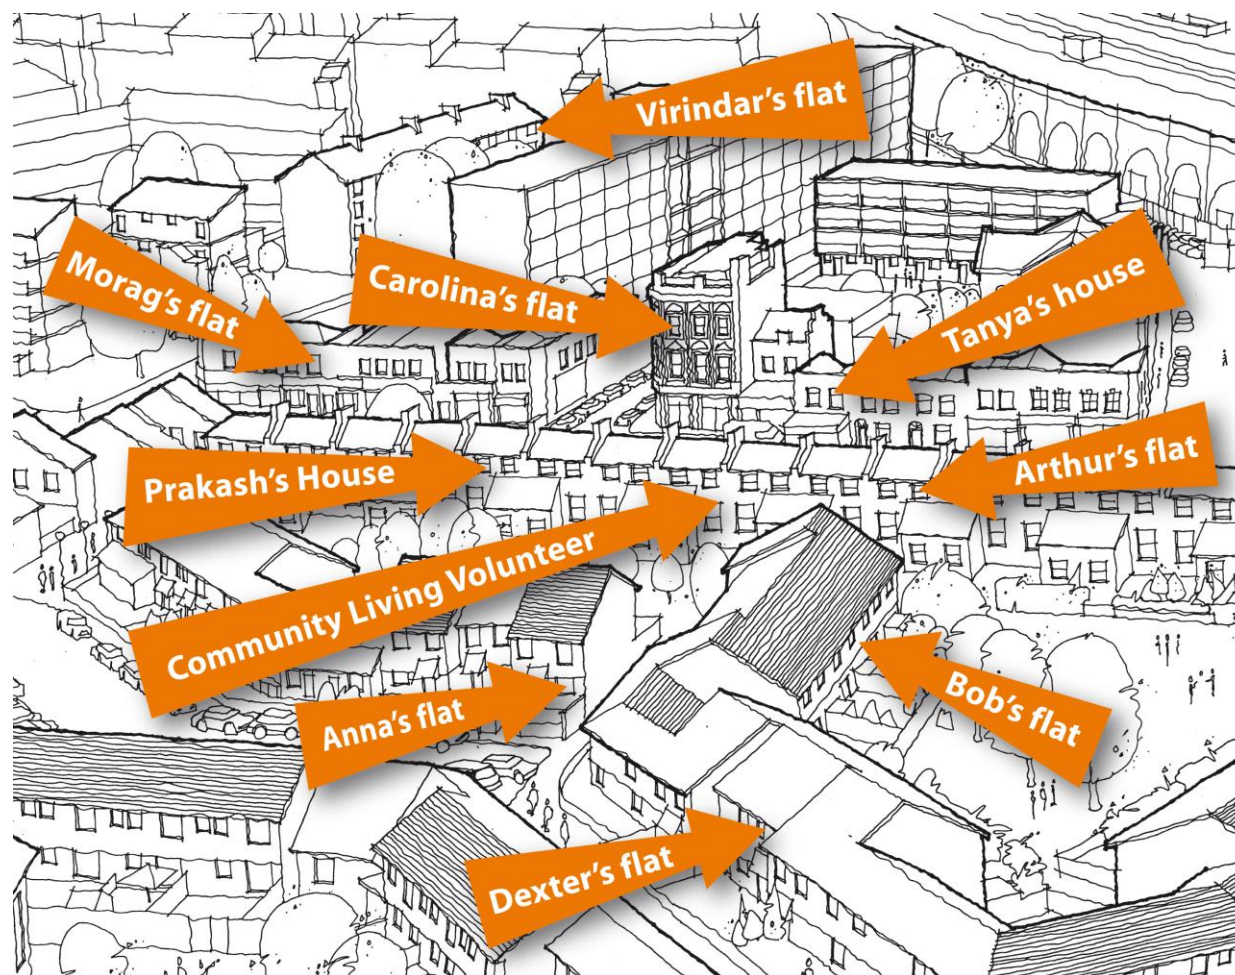 Virindar's flat
Morag's flat
Carolina's flat
Tanya's house
Prakash's House
Arthur's flat
Community Living Volunteer
Anna's flat
Bob's flat
Dexter's flat